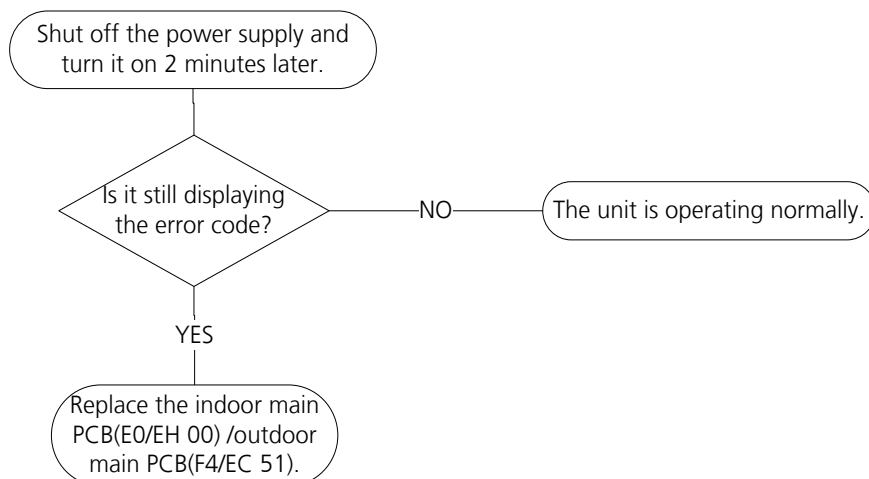 Shut off the power supply and
turn it on 2 minutes later.
Is it still displaying
the error code?
NO
The unit is operating normally.
YES
Replace the indoor main
PCB(E0/EH 00) /outdoor
main PCB(F4/EC 51).